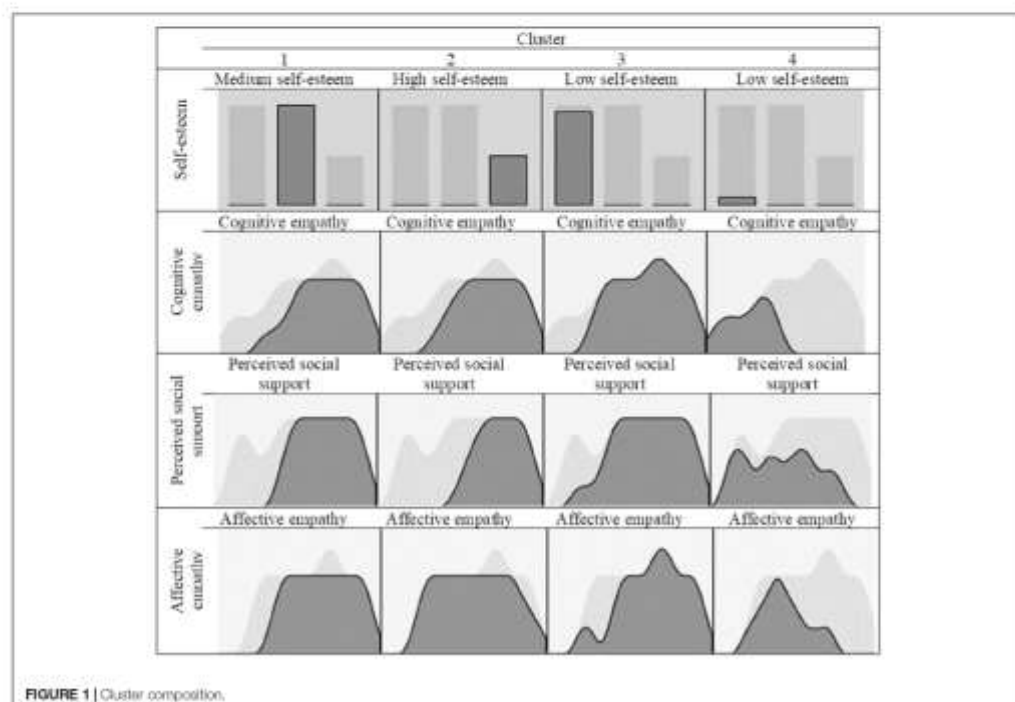 Cluster
1 2 3 4
Medium self-esteem High self-esteem Low self-esteem Low self-esteem
Self-esteem
Cognitive empathy Cognitive empathy Cognitive empathy Cognitive empathy
Cognitive
empathy
Perceived social Perceived social Perceived social Perceived social
support support support support
Perceived social
support
Affective empathy Affective empathy Affective empathy Affective empathy
Affective
empathy
FIGURE 1 | Cluster composition.